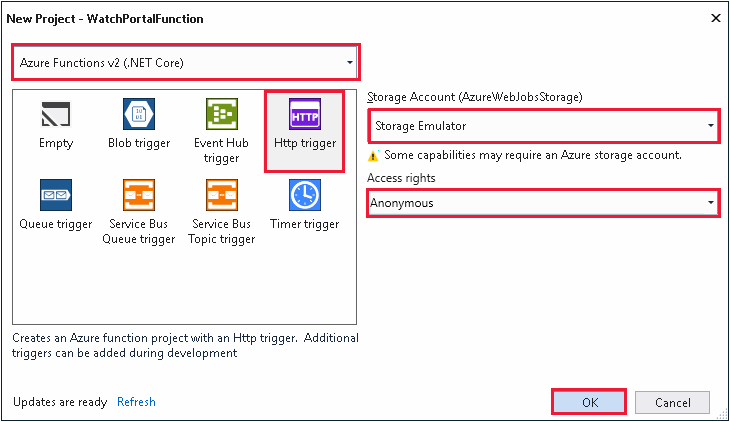 New Project - WatchPortalFunction
Azure Functions v2 (.NET Core)
Empty
Blob trigger
Event Hub
trigger
HTTP
Http trigger
Queue trigger
Service Bus
Queue trigger
Service Bus
Topic trigger
Timer trigger
Creates an Azure function project with an Http trigger. Additional
triggers can be added during development
Storage Account (AzureWebJobsStorage)
Storage Emulator
Some capabilities may require an Azure storage account.
Access rights
Anonymous
Updates are ready Refresh
OK
Cancel